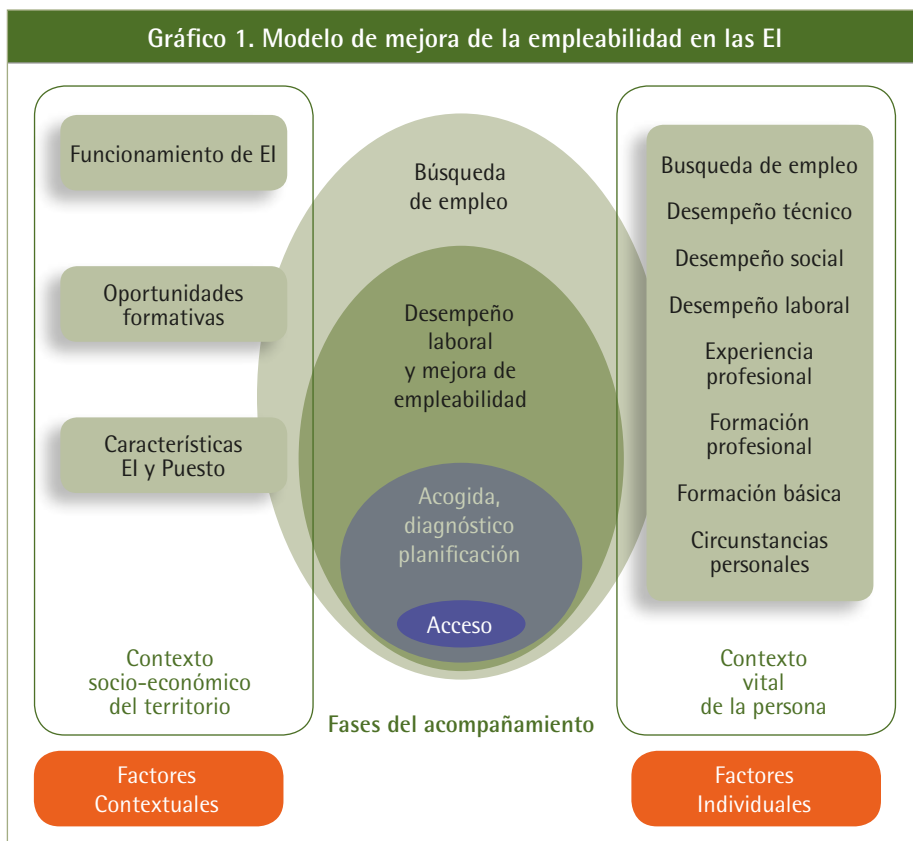 Gráfico 1. Modelo de mejora de la empleabilidad en las EI
Funcionamiento de EI
Oportunidades
formativas
Características
EI y Puesto
Contexto
socio-económico
del territorio
Factores
Contextuales
Búsqueda
de empleo
Desempeño
laboral
y mejora de
empleabilidad
Acogida,
diagnóstico
planificación
Acceso
Fases del acompañamiento
Busqueda de empleo
Desempeño técnico
Desempeño social
Desempeño laboral
Experiencia
profesional
Formación
profesional
Formación básica
Circunstancias
personales
Contexto
vital
de la persona
Factores
Individuales